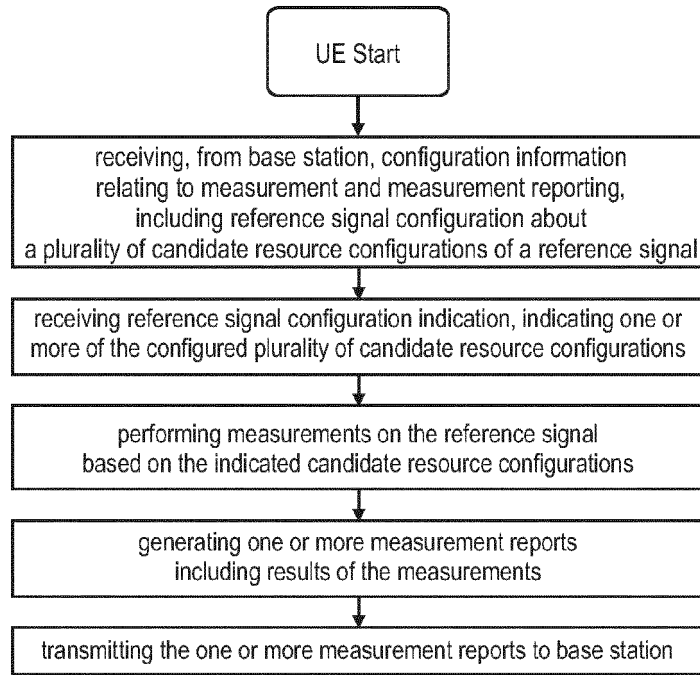 UE Start
receiving, from base station, configuration information
relating to measurement and measurement reporting,
including reference signal configuration about
a plurality of candidate resource configurations of a reference signal
receiving reference signal configuration indication, indicating one or
more of the configured plurality of candidate resource configurations
performing measurements on the reference signal
based on the indicated candidate resource configurations
generating one or more measurement reports
including results of the measurements
transmitting the one or more measurement reports to base station